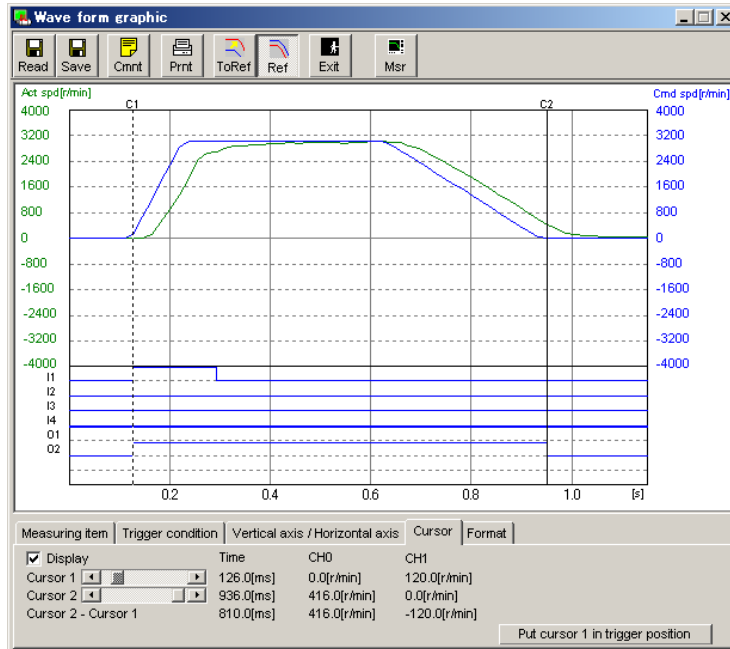 Wave form graphic
Read Save Cmnt Prnt ToRef Ref Exit Msr
Act spd[r/min] Cmd spd[r/min]
C1 C2
4000 4000
3200 3200
2400 2400
1600 1600
800 800
0 0
-800 -800
-1600 -1600
-2400 -2400
-3200 -3200
-4000 -4000
I1
I2
I3
I4
O1
O2
0.2 0.4 0.6 0.8 1.0 [s]
Measuring item Trigger condition Vertical axis / Horizontal axis Cursor Format
Display Time CH0 CH1
Cursor 1 126.0[ms] 0.0[r/min] 120.0[r/min]
Cursor 2 936.0[ms] 416.0[r/min] 0.0[r/min]
Cursor 2 - Cursor 1 810.0[ms] 416.0[r/min] -120.0[r/min]
Put cursor 1 in trigger position